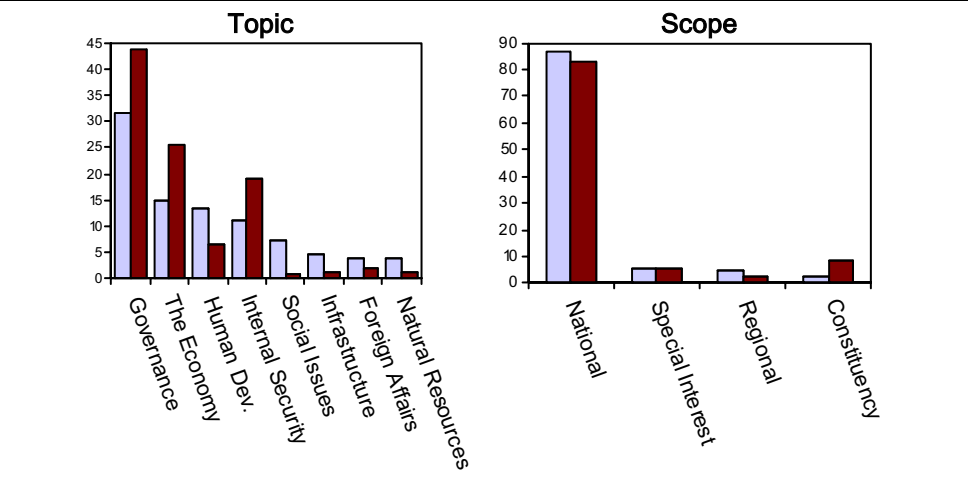 Topic
45
40
35
30
25
20
15
10
5
0
Governance
The Economy
Human Dev.
Internal Security
Social Issues
Infrastructure
Foreign Affairs
Natural Resources
Scope
90
80
70
60
50
40
30
20
10
0
National
Special Interest
Regional
Constituency